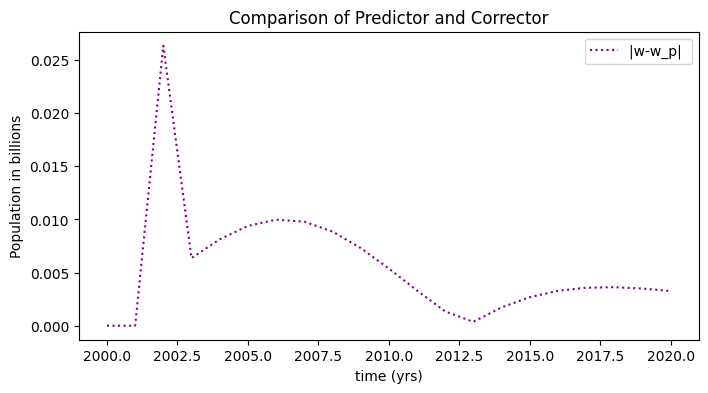 Comparison of Predictor and Corrector
|w-w_p|
Population in billions
0.025
0.020
0.015
0.010
0.005
0.000
2000.0 2002.5 2005.0 2007.5 2010.0 2012.5 2015.0 2017.5 2020.0
time (yrs)